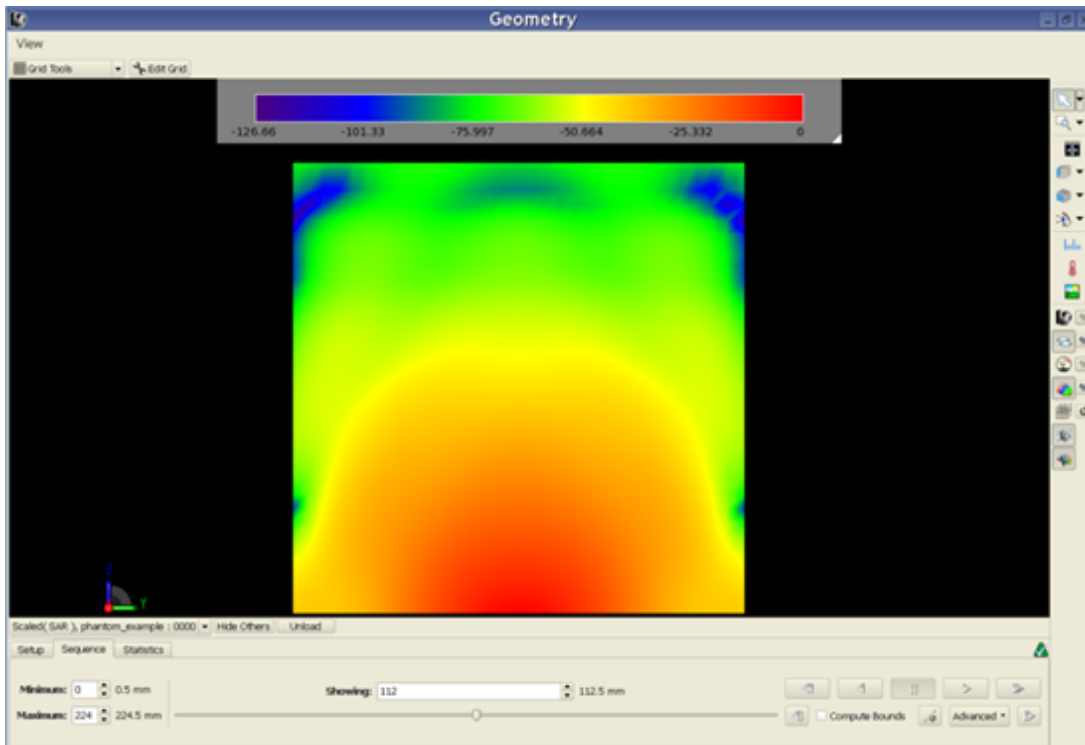 Geometry
View
Grid Tools Edit Grid
-126.66 -101.33 -75.997 -50.664 -25.332 0
Z
Y
Scaled( SAR ), phantom_example : 0000 Hide Others Unload
Setup Sequence Statistics
Minimum: 0 0.5 mm Showing: 112 112.5 mm
Maximum: 224 224.5 mm Compute Bounds Advanced